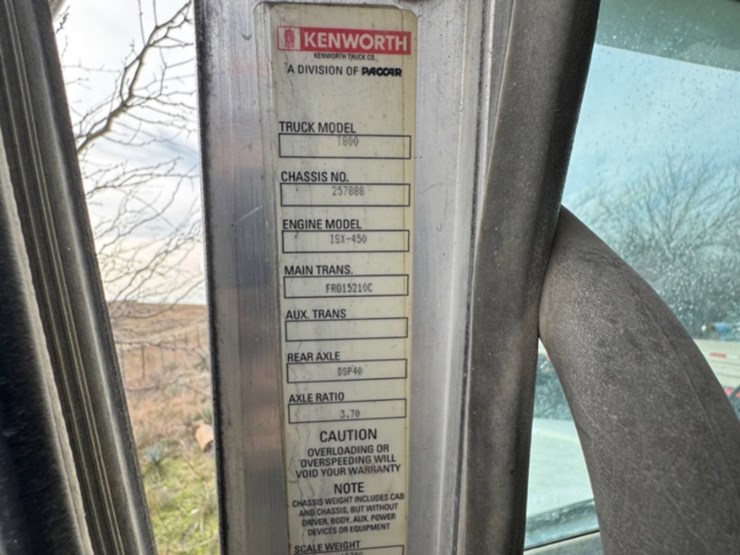 KENWORTH
KENWORTH TRUCK CO.
A DIVISION OF PACCAR
TRUCK MODEL
T800
CHASSIS NO.
257888
ENGINE MODEL
ISX-450
MAIN TRANS.
FRO15210C
AUX. TRANS
REAR AXLE
DSP40
AXLE RATIO
3.70
CAUTION
OVERLOADING OR
OVERSPEEDING WILL
VOID YOUR WARRANTY
NOTE
CHASSIS WEIGHT INCLUDES CAB
AND CHASSIS, BUT WITHOUT
DRIVER, BODY, AUX. POWER
DEVICES OR EQUIPMENT
SCALE WEIGHT